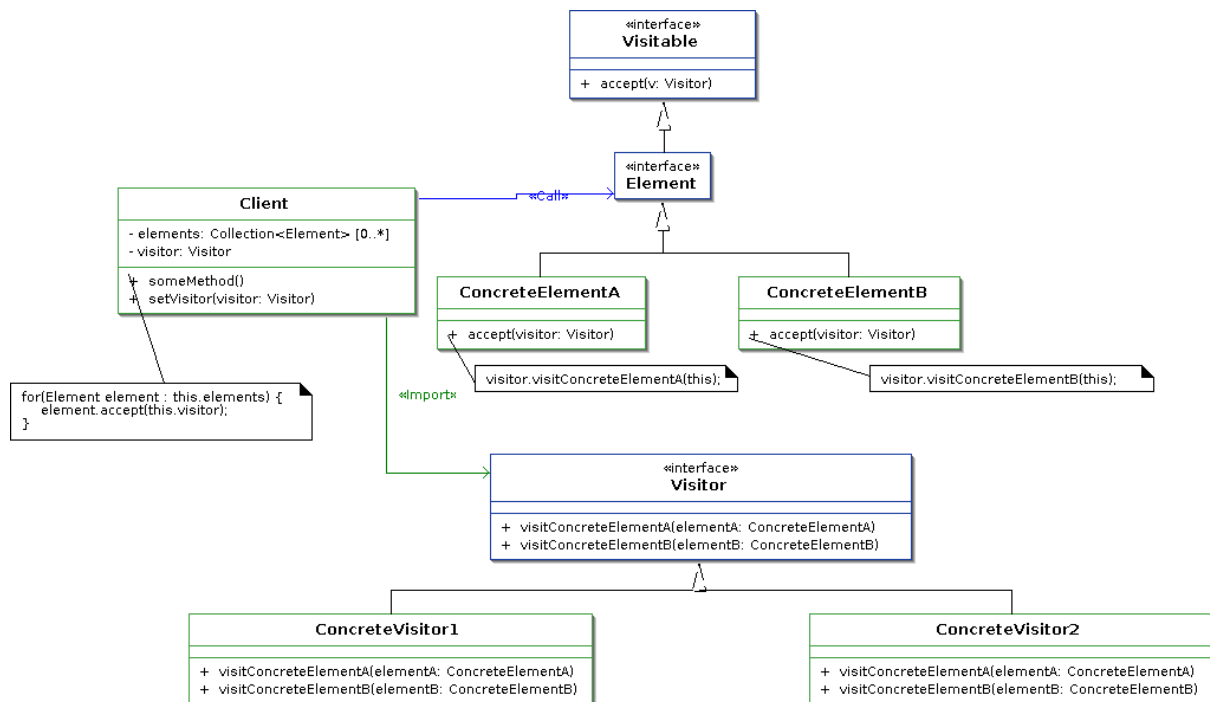 «interface»
Visitable
+ accept(v: Visitor)
«interface»
Element
«Call»
Client
- elements: Collection<Element> [0..*]
- visitor: Visitor
+ someMethod()
+ setVisitor(visitor: Visitor)
ConcreteElementA
+ accept(visitor: Visitor)
ConcreteElementB
+ accept(visitor: Visitor)
visitor.visitConcreteElementA(this);
visitor.visitConcreteElementB(this);
for(Element element : this.elements) {
element.accept(this.visitor);
}
«Import»
«interface»
Visitor
+ visitConcreteElementA(elementA: ConcreteElementA)
+ visitConcreteElementB(elementB: ConcreteElementB)
ConcreteVisitor1
+ visitConcreteElementA(elementA: ConcreteElementA)
+ visitConcreteElementB(elementB: ConcreteElementB)
ConcreteVisitor2
+ visitConcreteElementA(elementA: ConcreteElementA)
+ visitConcreteElementB(elementB: ConcreteElementB)